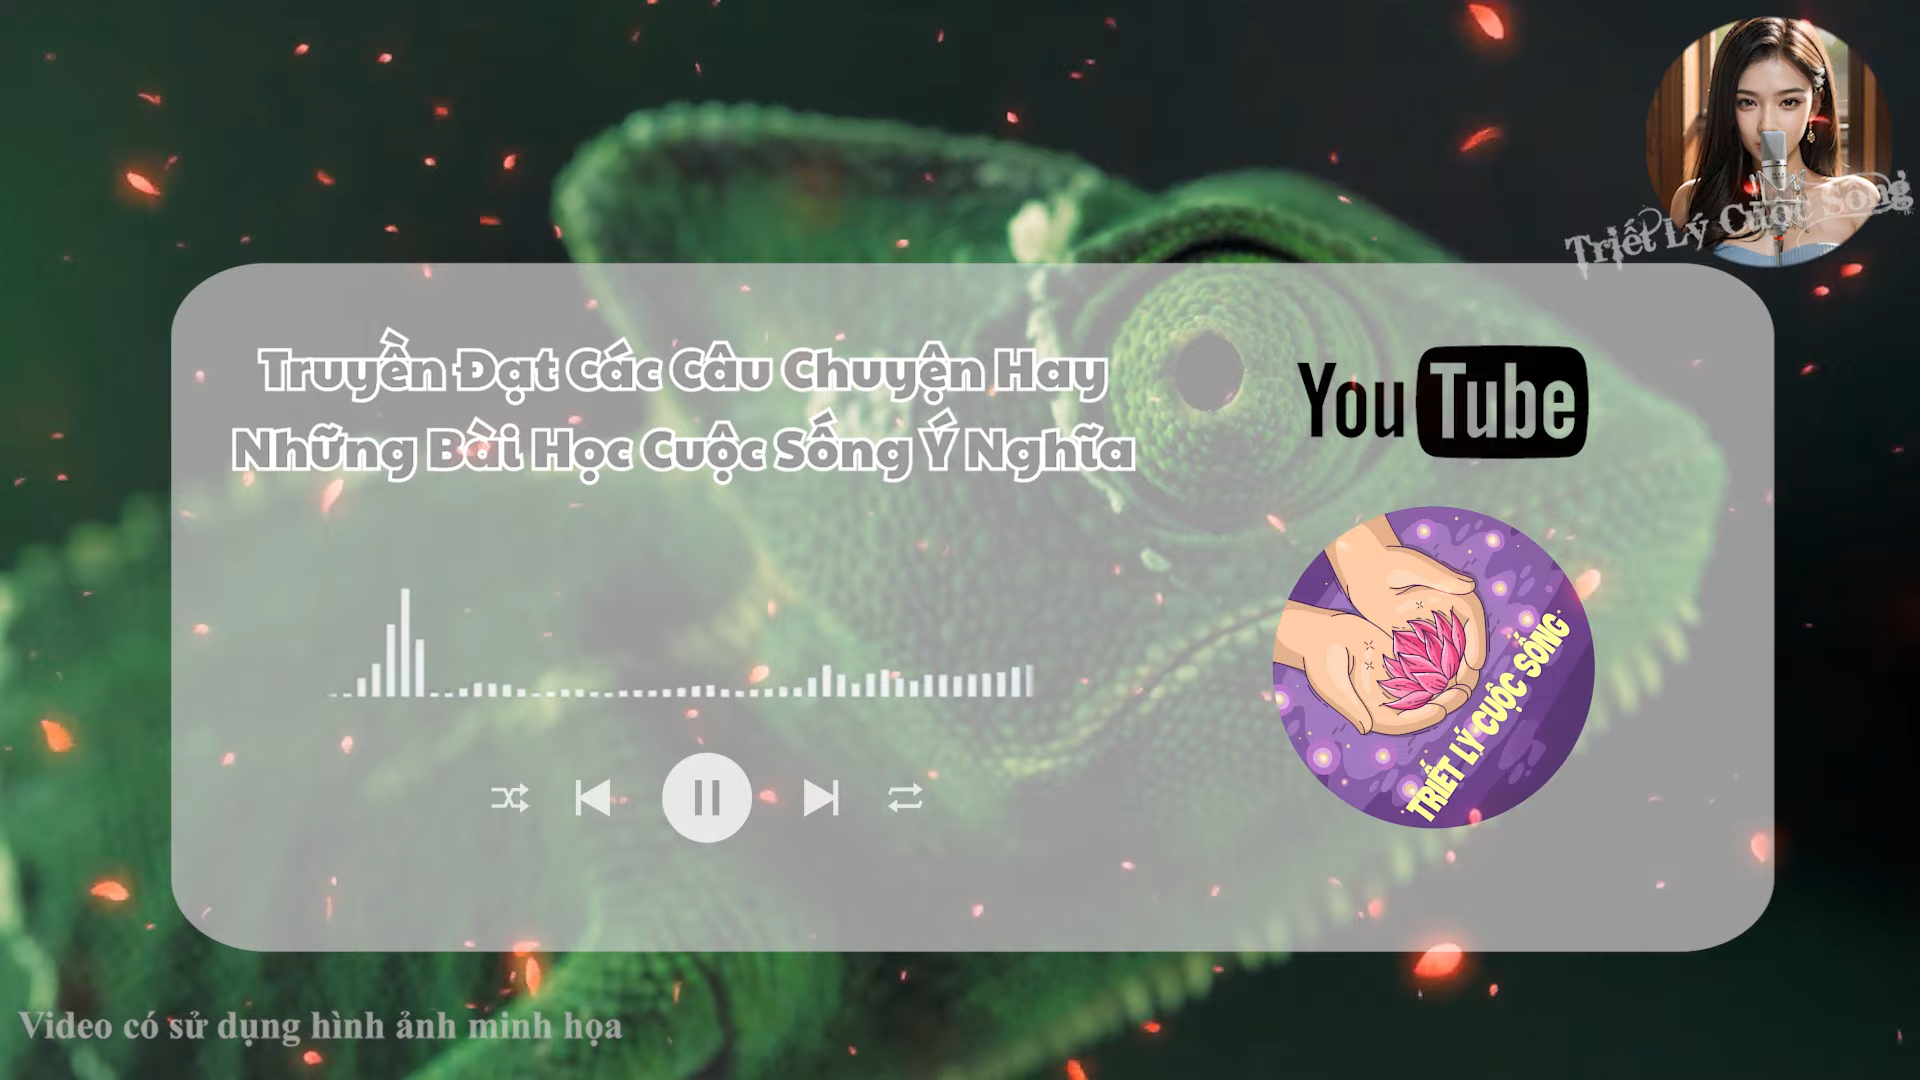 Triết Lý Cuộc Sống
Truyền Đạt Các Câu Chuyện Hay
Những Bài Học Cuộc Sống Ý Nghĩa
YouTube
TRIẾT LÝ CUỘC SỐNG
Video có sử dụng hình ảnh minh họa